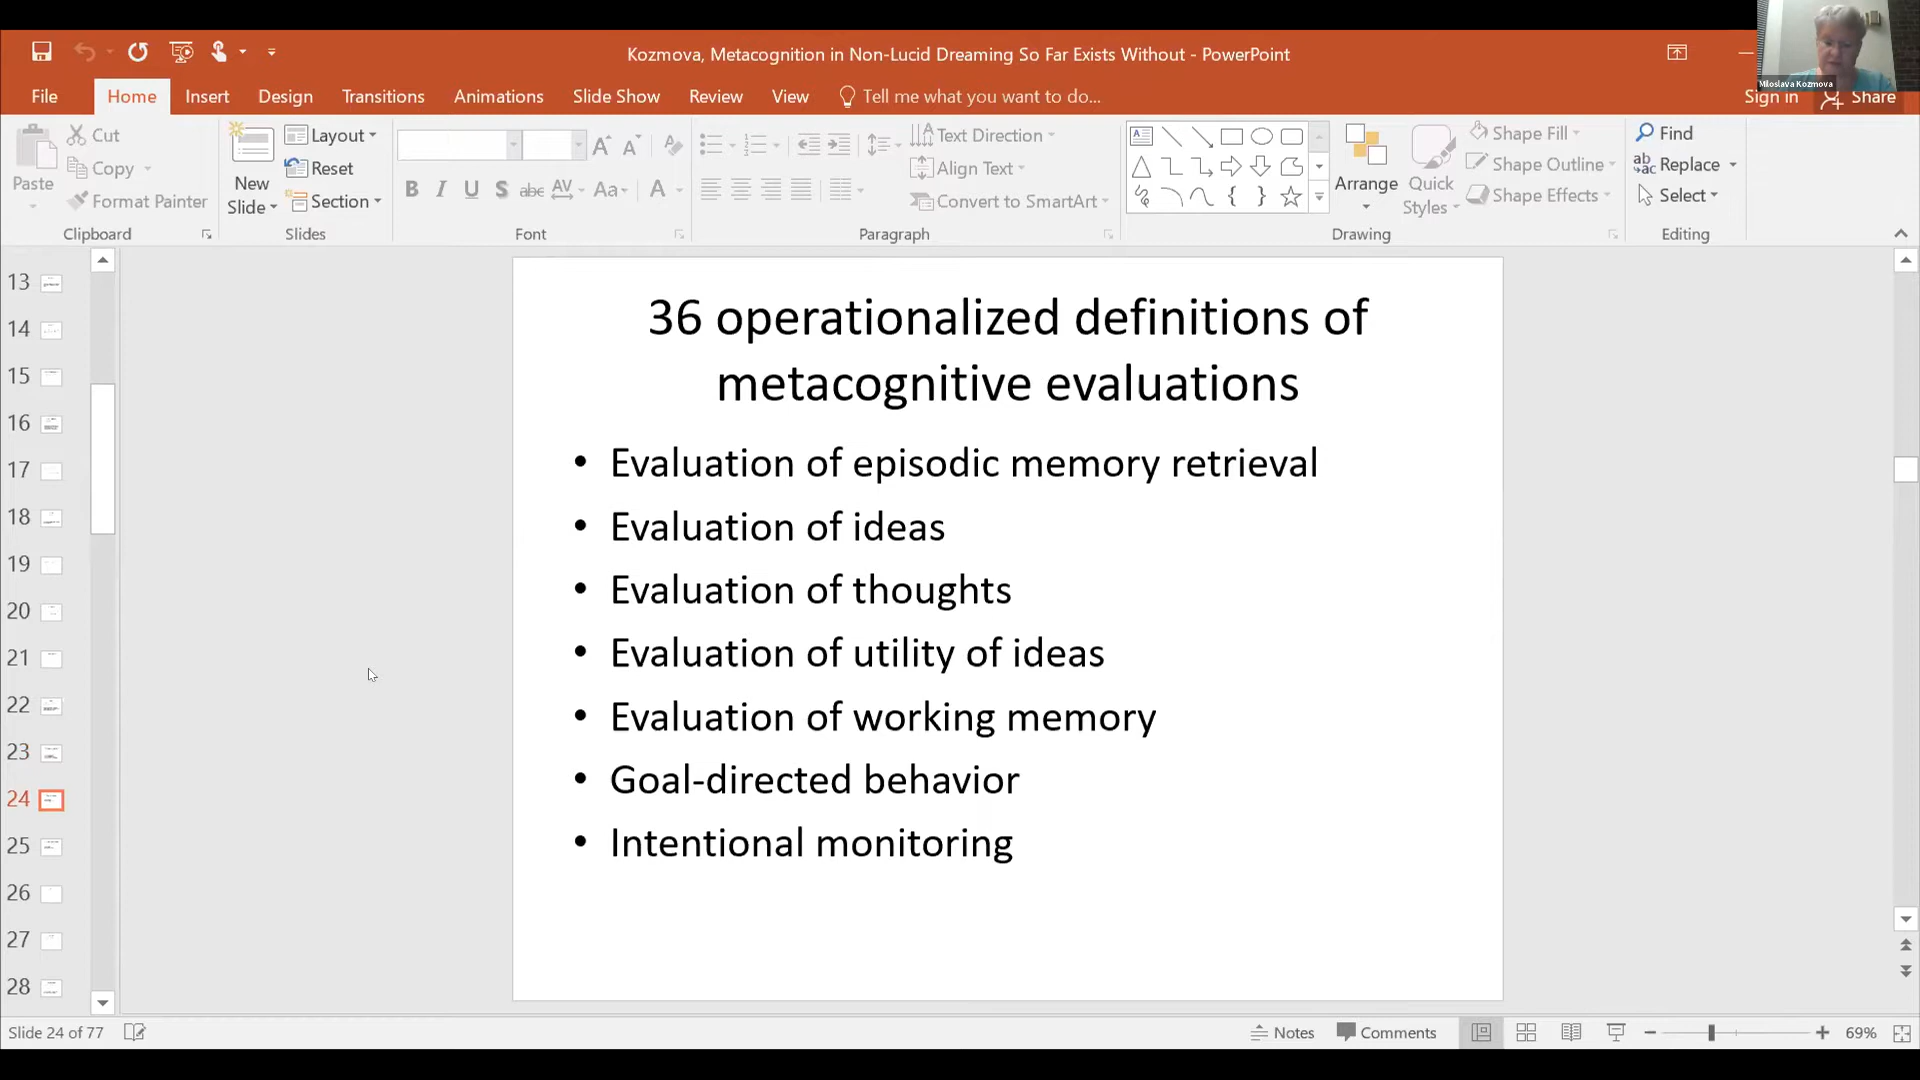 Kozmova, Metacognition in Non-Lucid Dreaming So Far Exists Without - PowerPoint
Miloslava Kozmova
File Home Insert Design Transitions Animations Slide Show Review View Tell me what you want to do... Sign in Share
Paste
Cut
Copy
Format Painter
Clipboard
New
Slide
Layout
Reset
Section
Slides
B I U S abc AV Aa A
Font
Text Direction
Align Text
Convert to SmartArt
Paragraph
Arrange
Quick
Styles
Shape Fill
Shape Outline
Shape Effects
Drawing
Find
Replace
Select
Editing
13
14
15
16
17
18
19
20
21
22
23
24
25
26
27
28
36 operationalized definitions of
metacognitive evaluations
• Evaluation of episodic memory retrieval
• Evaluation of ideas
• Evaluation of thoughts
• Evaluation of utility of ideas
• Evaluation of working memory
• Goal-directed behavior
• Intentional monitoring
Slide 24 of 77 Notes Comments 69%